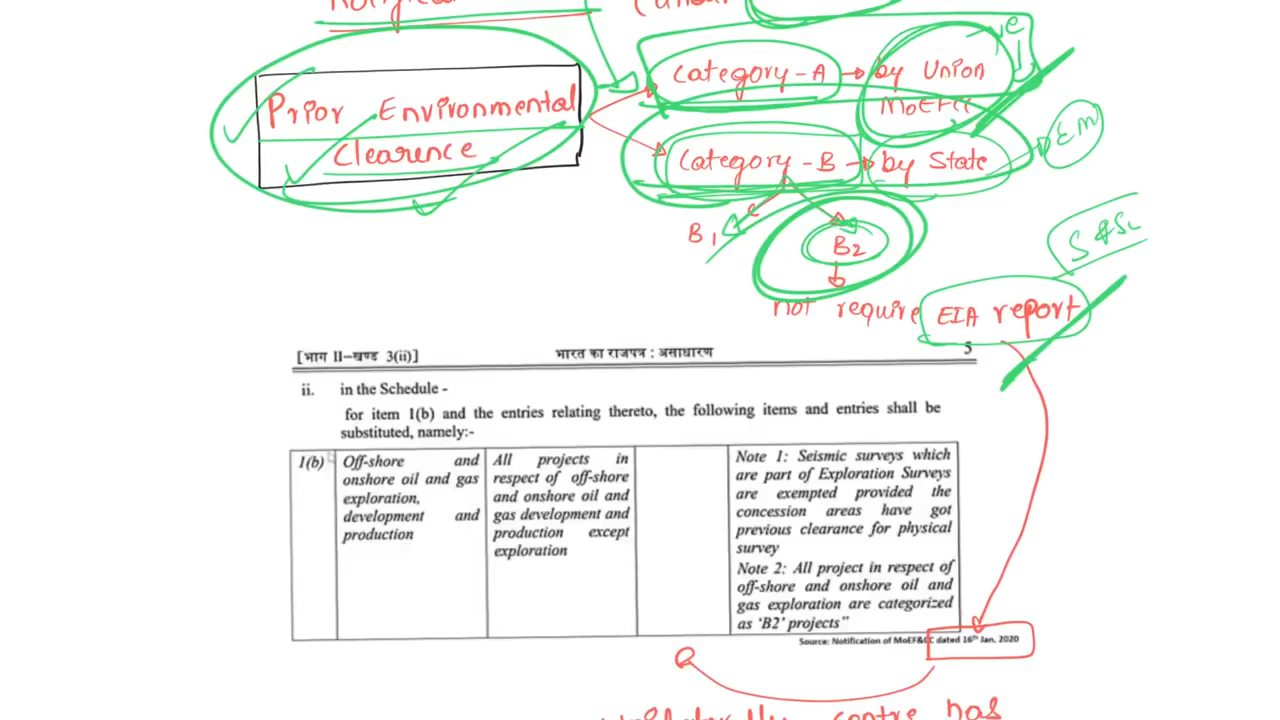 Category-A → by Union
MoEFCC
Prior Environmental
Clearence
Category-B → by State
EM
B1
B2
not require EIA report
[भाग II-खण्ड 3(ii)] भारत का राजपत्र : असाधारण 5
ii. in the Schedule -
for item 1(b) and the entries relating thereto, the following items and entries shall be
substituted, namely:-
1(b)
Off-shore and
onshore oil and gas
exploration,
development and
production
All projects in
respect of off-shore
and onshore oil and
gas development and
production except
exploration
Note 1: Seismic surveys which
are part of Exploration Surveys
are exempted provided the
concession areas have got
previous clearance for physical
survey
Note 2: All project in respect of
off-shore and onshore oil and
gas exploration are categorized
as ‘B2’ projects”
Source: Notification of MoEF&CC dated 16th Jan, 2020
centre has